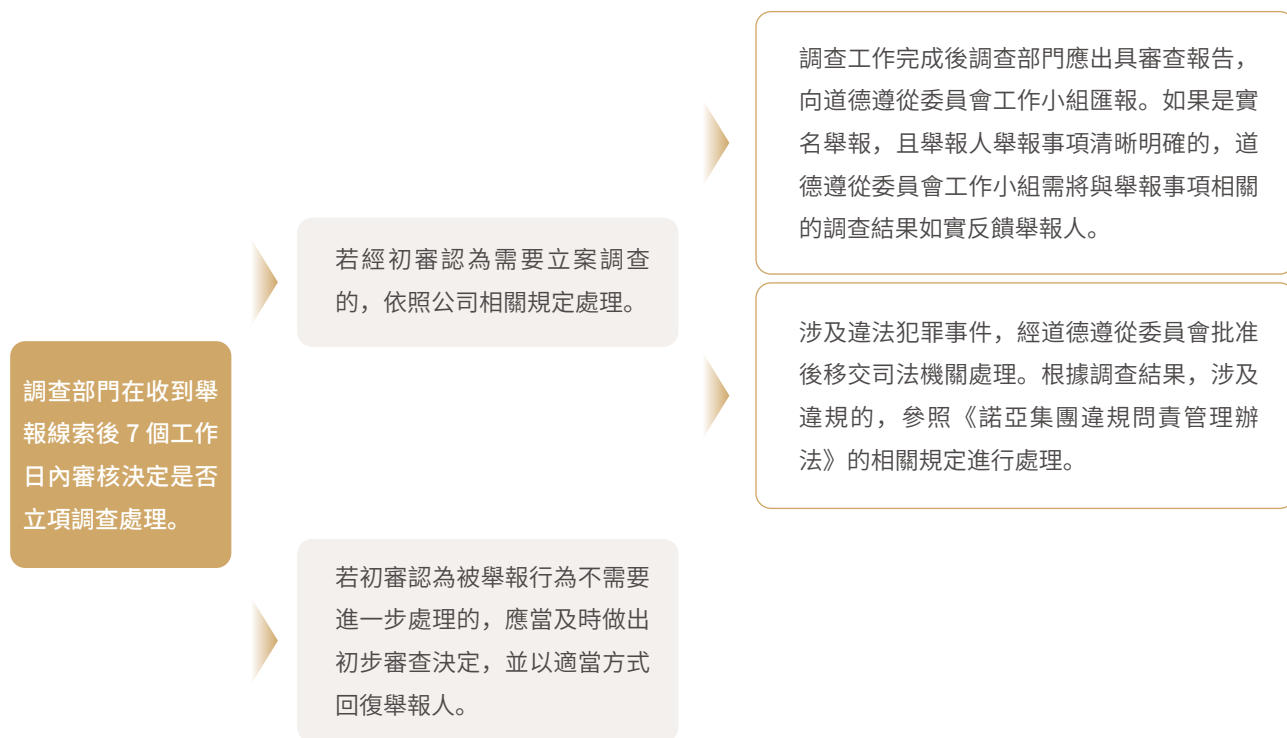 調查部門在收到舉
報線索後 7 個工作
日內審核決定是否
立項調查處理。
若經初審認為需要立案調查
的，依照公司相關規定處理。
若初審認為被舉報行為不需要
進一步處理的，應當及時做出
初步審查決定，並以適當方式
回復舉報人。
調查工作完成後調查部門應出具審查報告，
向道德遵從委員會工作小組匯報。如果是實
名舉報，且舉報人舉報事項清晰明確的，道
德遵從委員會工作小組需將與舉報事項相關
的調查結果如實反饋舉報人。
涉及違法犯罪事件，經道德遵從委員會批准
後移交司法機關處理。根據調查結果，涉及
違規的，參照《諾亞集團違規問責管理辦
法》的相關規定進行處理。